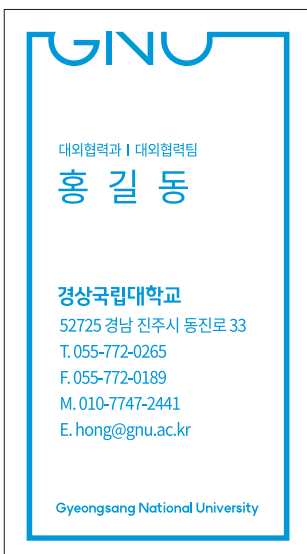 GNU
대외협력과 | 대외협력팀
홍 길 동
경상국립대학교
52725 경남 진주시 동진로 33
T. 055-772-0265
F. 055-772-0189
M. 010-7747-2441
E. hong@gnu.ac.kr
Gyeongsang National University